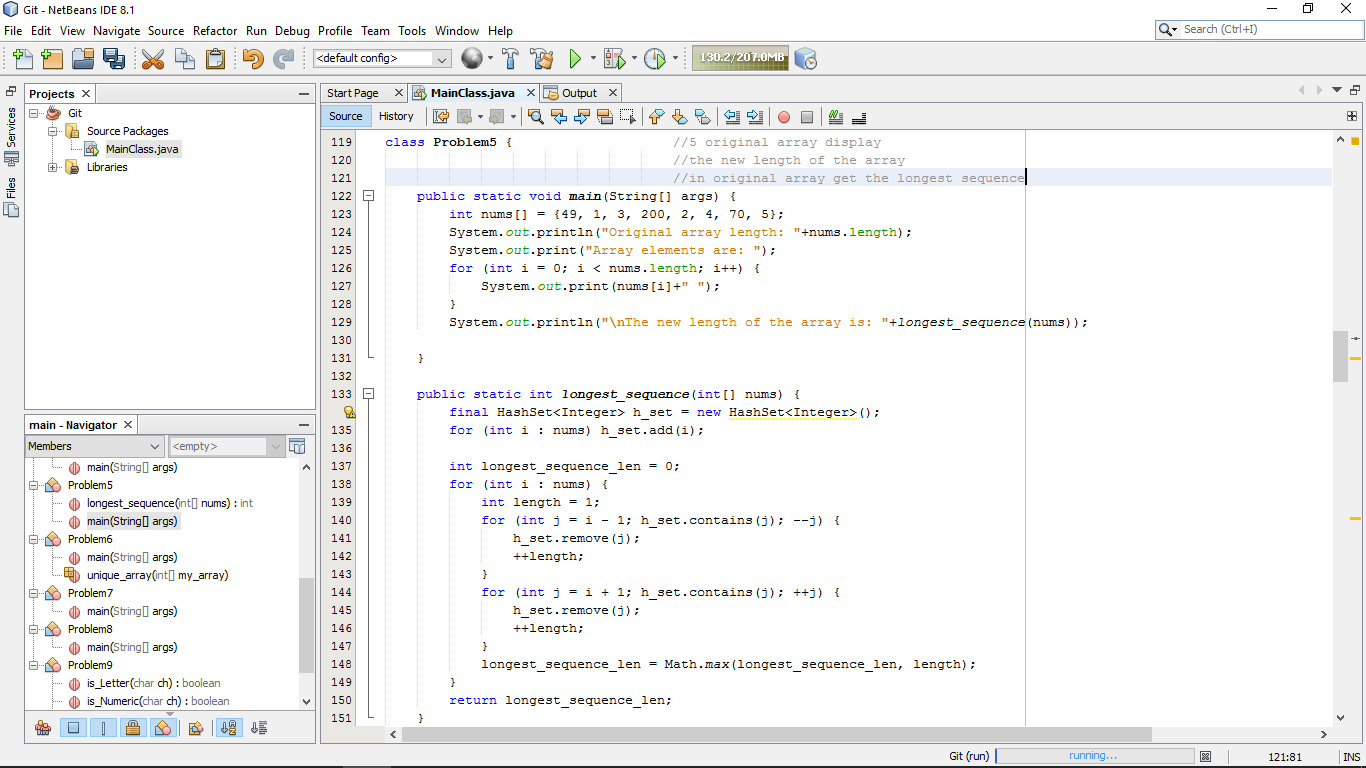 Git - NetBeans IDE 8.1
File Edit View Navigate Source Refactor Run Debug Profile Team Tools Window Help
Search (Ctrl+I)
<default config>
130.2/207.0MB
Services
Files
Projects
Git
Source Packages
MainClass.java
Libraries
main - Navigator
Members
<empty>
main(String[] args)
Problem5
longest_sequence(int[] nums) : int
main(String[] args)
Problem6
main(String[] args)
unique_array(int[] my_array)
Problem7
main(String[] args)
Problem8
main(String[] args)
Problem9
is_Letter(char ch) : boolean
is_Numeric(char ch) : boolean
Start Page MainClass.java Output
Source History
119 class Problem5 { //5 original array display
120 //the new length of the array
121 //in original array get the longest sequence
122 public static void main(String[] args) {
123 int nums[] = {49, 1, 3, 200, 2, 4, 70, 5};
124 System.out.println("Original array length: "+nums.length);
125 System.out.print("Array elements are: ");
126 for (int i = 0; i < nums.length; i++) {
127 System.out.print(nums[i]+" ");
128 }
129 System.out.println("\nThe new length of the array is: "+longest_sequence(nums));
130
131 }
132
133 public static int longest_sequence(int[] nums) {
final HashSet<Integer> h_set = new HashSet<Integer>();
135 for (int i : nums) h_set.add(i);
136
137 int longest_sequence_len = 0;
138 for (int i : nums) {
139 int length = 1;
140 for (int j = i - 1; h_set.contains(j); --j) {
141 h_set.remove(j);
142 ++length;
143 }
144 for (int j = i + 1; h_set.contains(j); ++j) {
145 h_set.remove(j);
146 ++length;
147 }
148 longest_sequence_len = Math.max(longest_sequence_len, length);
149 }
150 return longest_sequence_len;
151 }
Git (run) running... 121:81 INS